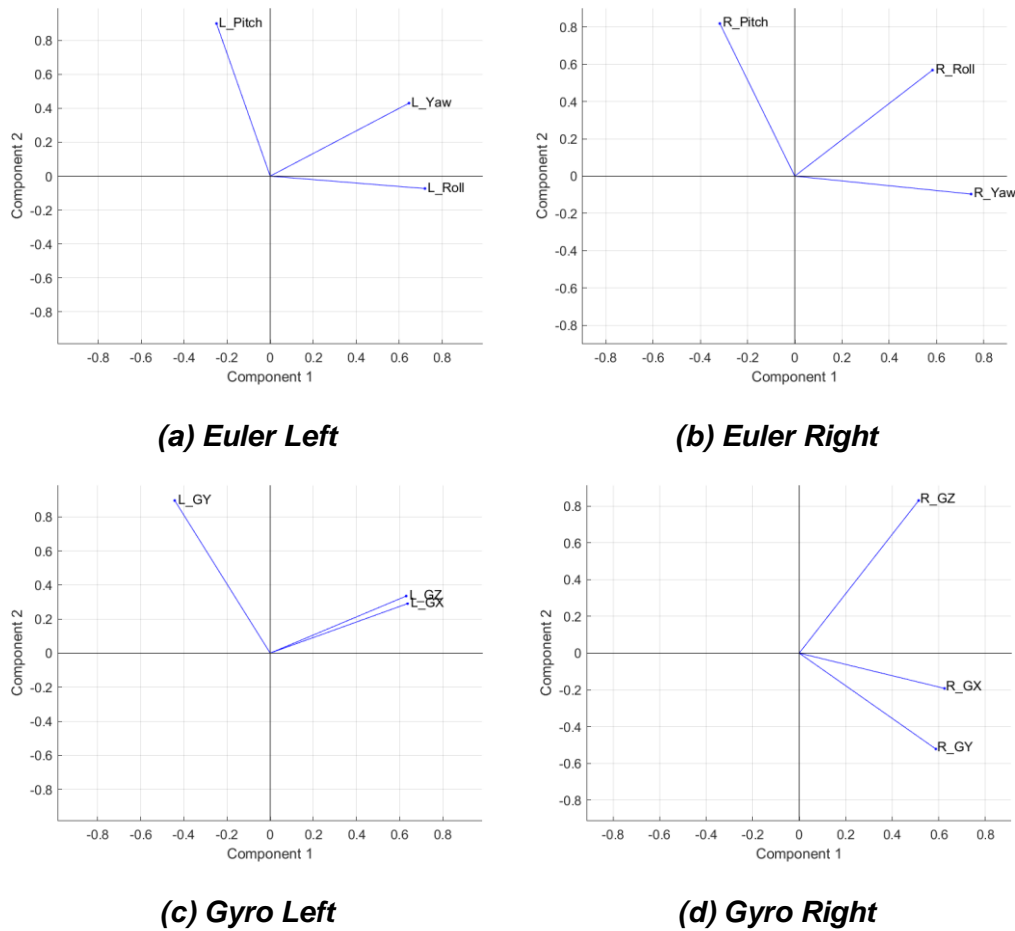 L_Pitch
L_Yaw
L_Roll
Component 2
0.8
0.6
0.4
0.2
0
-0.2
-0.4
-0.6
-0.8
-0.8 -0.6 -0.4 -0.2 0 0.2 0.4 0.6 0.8
Component 1
(a) Euler Left
R_Pitch
R_Roll
R_Yaw
Component 2
0.8
0.6
0.4
0.2
0
-0.2
-0.4
-0.6
-0.8
-0.8 -0.6 -0.4 -0.2 0 0.2 0.4 0.6 0.8
Component 1
(b) Euler Right
L_GY
L_GZ
L_GX
Component 2
0.8
0.6
0.4
0.2
0
-0.2
-0.4
-0.6
-0.8
-0.8 -0.6 -0.4 -0.2 0 0.2 0.4 0.6 0.8
Component 1
(c) Gyro Left
R_GZ
R_GX
R_GY
Component 2
0.8
0.6
0.4
0.2
0
-0.2
-0.4
-0.6
-0.8
-0.8 -0.6 -0.4 -0.2 0 0.2 0.4 0.6 0.8
Component 1
(d) Gyro Right